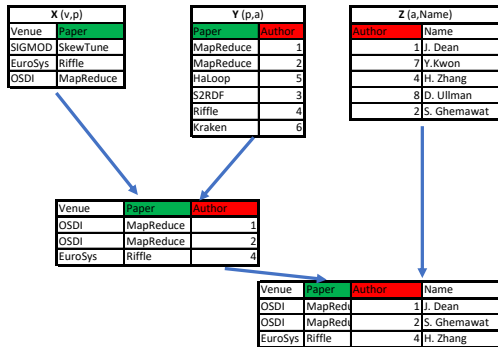 X (v,p)
Venue Paper
SIGMOD SkewTune
EuroSys Riffle
OSDI MapReduce
Y (p,a)
Paper Author
MapReduce 1
MapReduce 2
HaLoop 5
S2RDF 3
Riffle 4
Kraken 6
Z (a,Name)
Author Name
1 J. Dean
7 Y.Kwon
4 H. Zhang
8 D. Ullman
2 S. Ghemawat
Venue Paper Author
OSDI MapReduce 1
OSDI MapReduce 2
EuroSys Riffle 4
Venue Paper Author Name
OSDI MapRedu 1 J. Dean
OSDI MapRedu 2 S. Ghemawat
EuroSys Riffle 4 H. Zhang